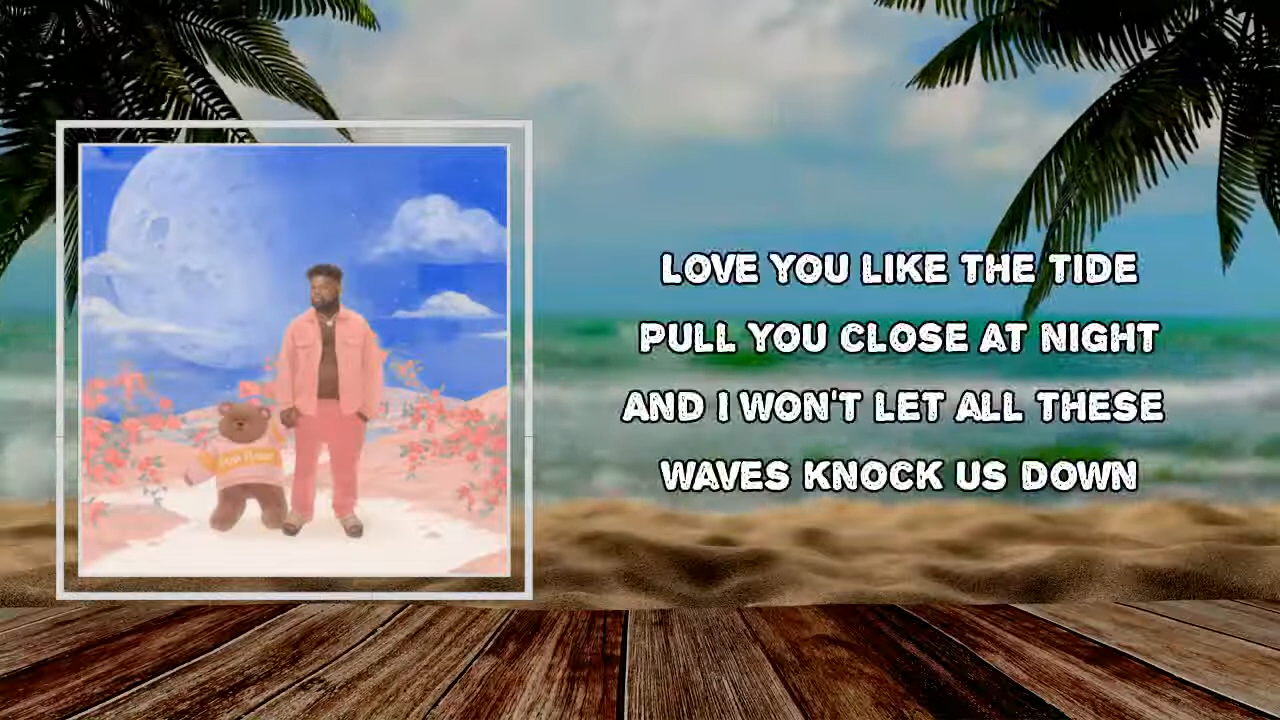 LOVE YOU LIKE THE TIDE
PULL YOU CLOSE AT NIGHT
AND I WON'T LET ALL THESE
WAVES KNOCK US DOWN